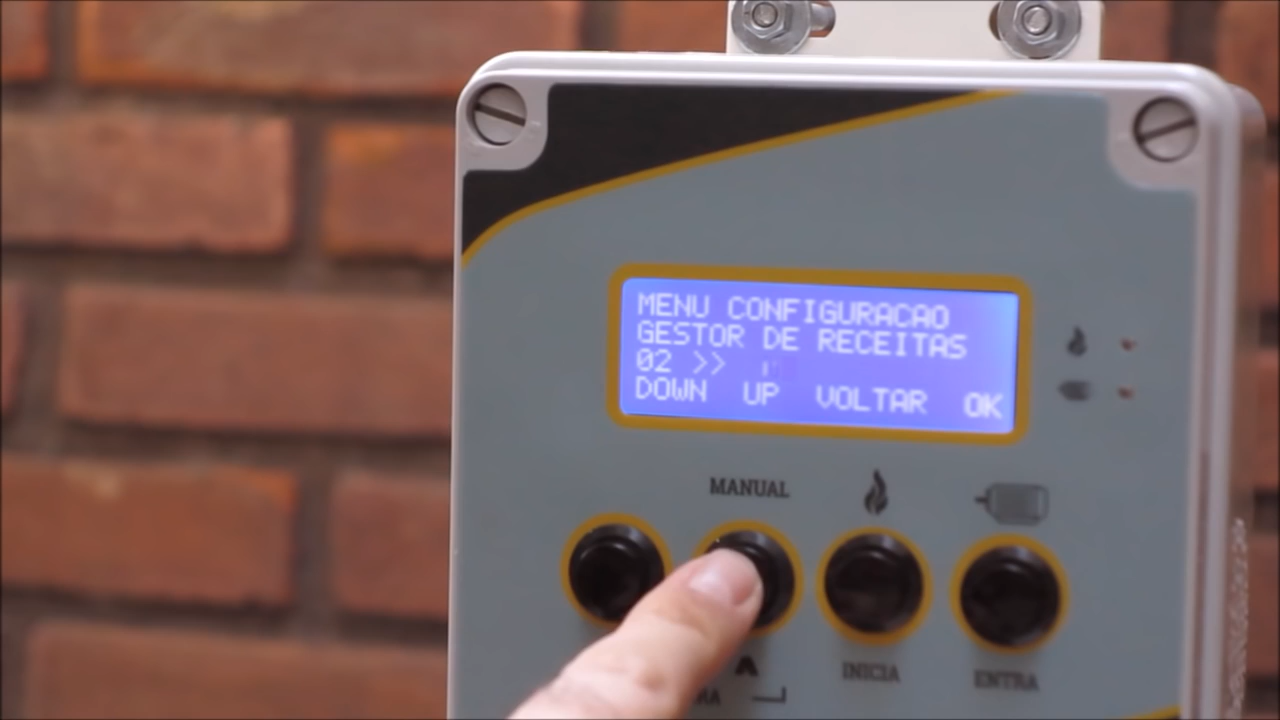 MENU CONFIGURACAO
GESTOR DE RECEITAS
02 >>
DOWN UP VOLTAR OK
MANUAL
INICIA
ENTRA